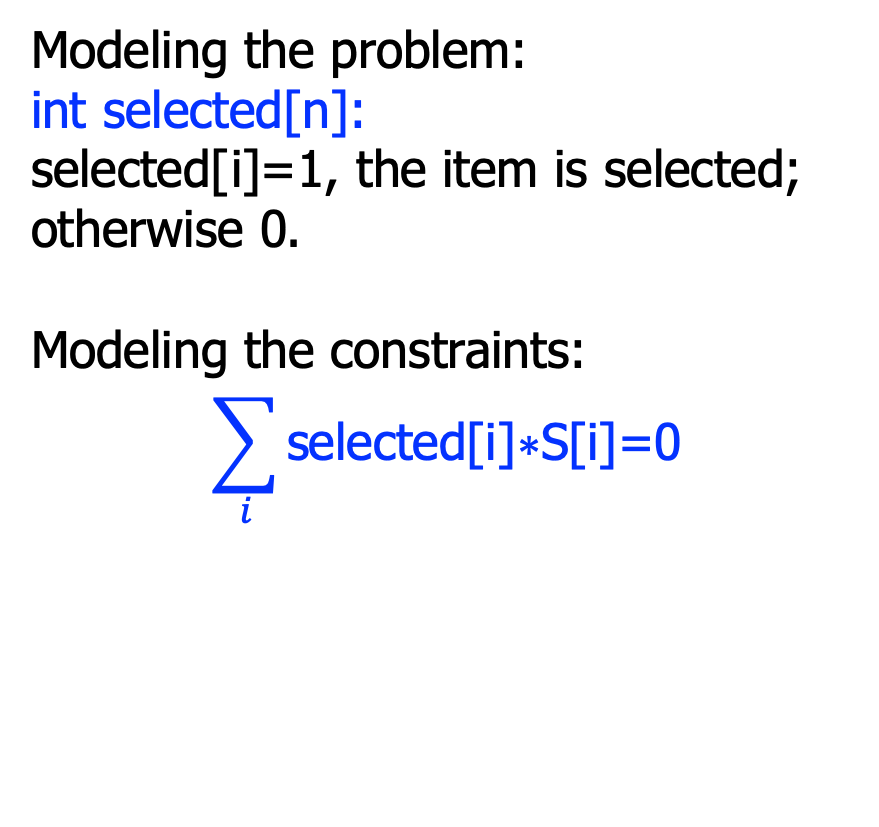 Modeling the problem:
int selected[n]:
selected[i]=1, the item is selected;
otherwise 0.
Modeling the constraints:
∑ selected[i]*S[i]=0
i